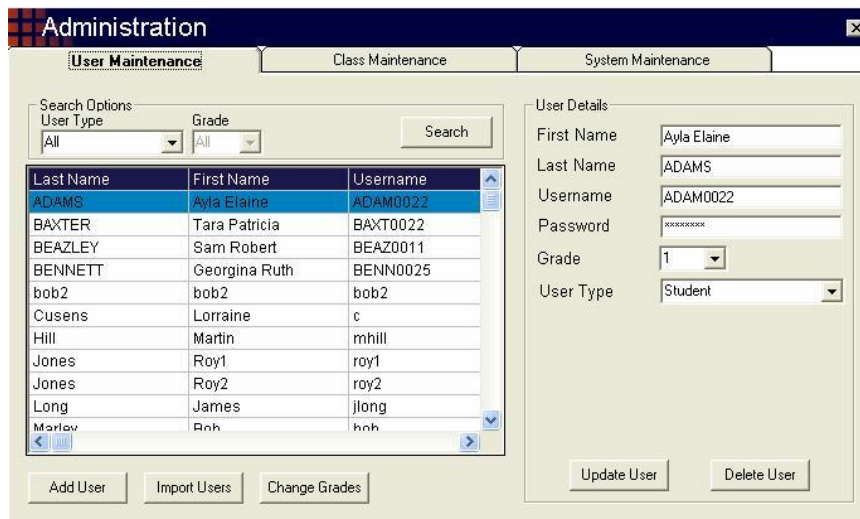 Administration
User Maintenance Class Maintenance System Maintenance
Search Options
User Type Grade
All All Search
Last Name First Name Username
ADAMS Ayla Elaine ADAM0022
BAXTER Tara Patricia BAXT0022
BEAZLEY Sam Robert BEAZ0011
BENNETT Georgina Ruth BENN0025
bob2 bob2 bob2
Cusens Lorraine c
Hill Martin mhill
Jones Roy1 roy1
Jones Roy2 roy2
Long James jlong
Marley Bob bob
Add User Import Users Change Grades
User Details
First Name Ayla Elaine
Last Name ADAMS
Username ADAM0022
Password xxxxxxxx
Grade 1
User Type Student
Update User Delete User